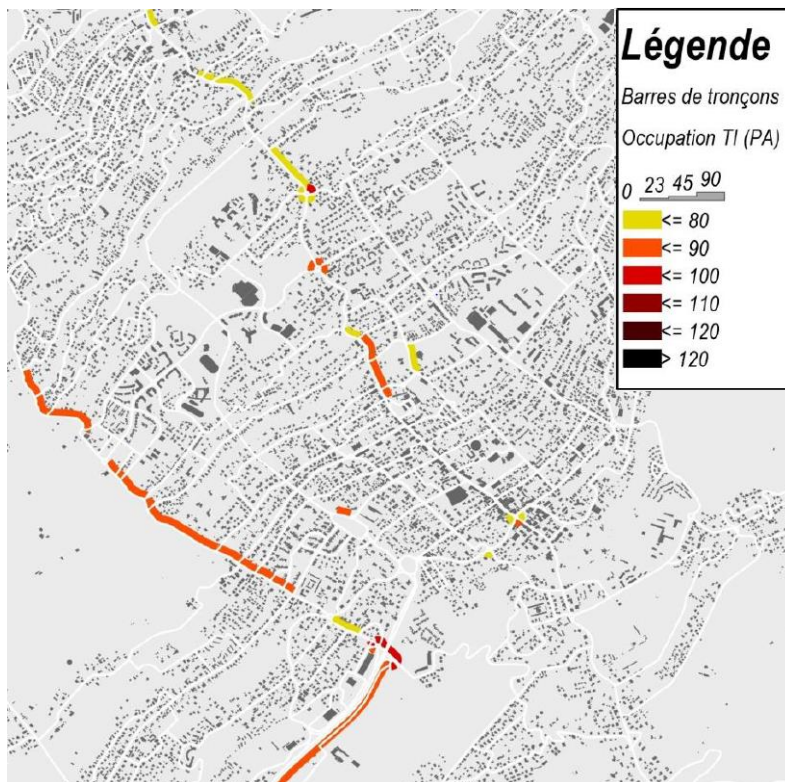 Légende
Barres de tronçons
Occupation TI (PA)
0 23 45 90
<= 80
<= 90
<= 100
<= 110
<= 120
> 120